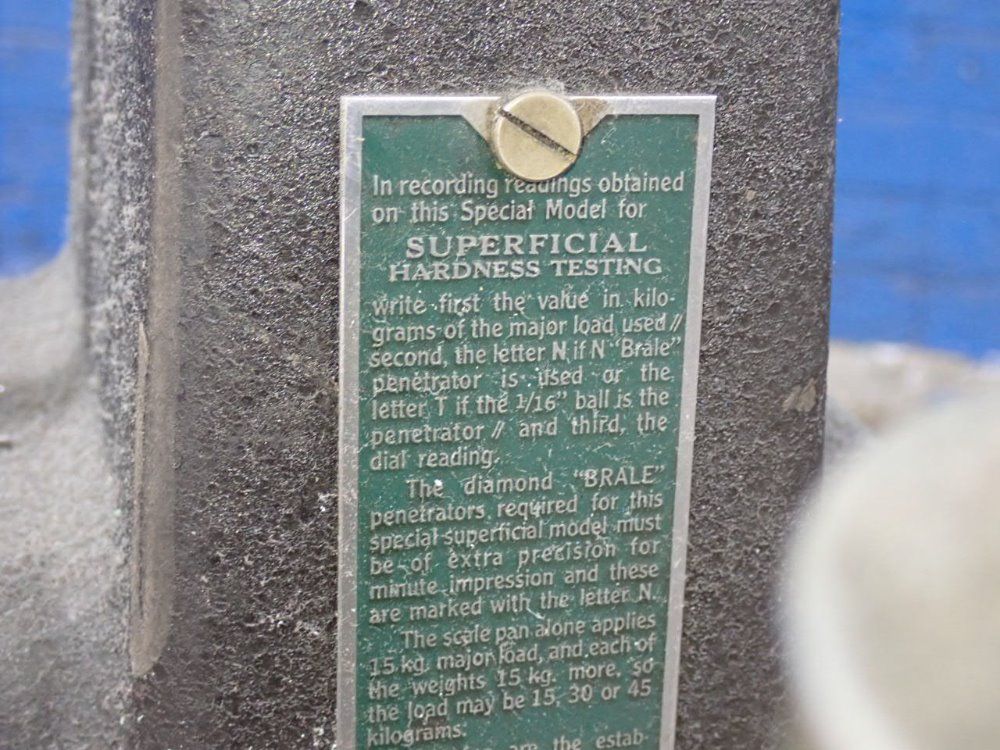 In recording readings obtained
on this Special Model for
SUPERFICIAL
HARDNESS TESTING
write first the value in kilo-
grams of the major load used //
second, the letter N if N "Brale"
penetrator is used or the
letter T if the 1/16" ball is the
penetrator // and third, the
dial reading.
The diamond "BRALE"
penetrators required for this
special superficial model must
be of extra precision for
minute impression and these
are marked with the letter N.
The scale pan alone applies
15 kg. major load, and each of
the weights 15 kg. more, so
the load may be 15, 30 or 45
kilograms.
are the estab-